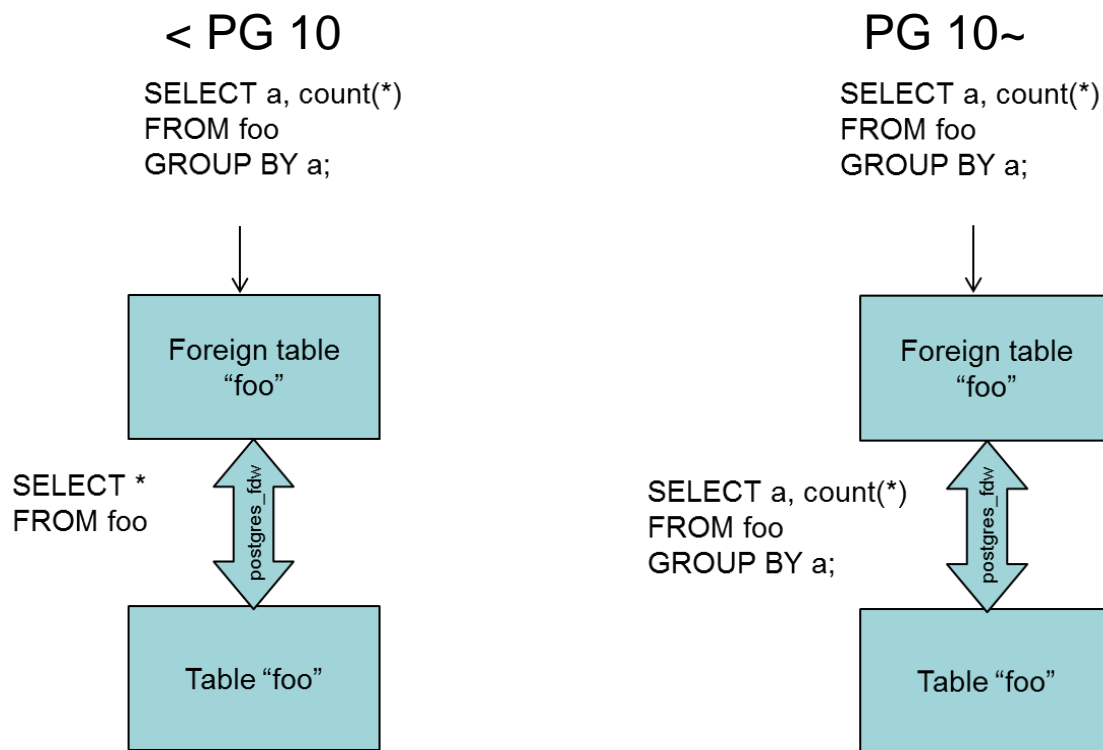 < PG 10
SELECT a, count(*)
FROM foo
GROUP BY a;
Foreign table
“foo”
SELECT *
FROM foo
postgres_fdw
Table “foo”
PG 10~
SELECT a, count(*)
FROM foo
GROUP BY a;
Foreign table
“foo”
SELECT a, count(*)
FROM foo
GROUP BY a;
postgres_fdw
Table “foo”